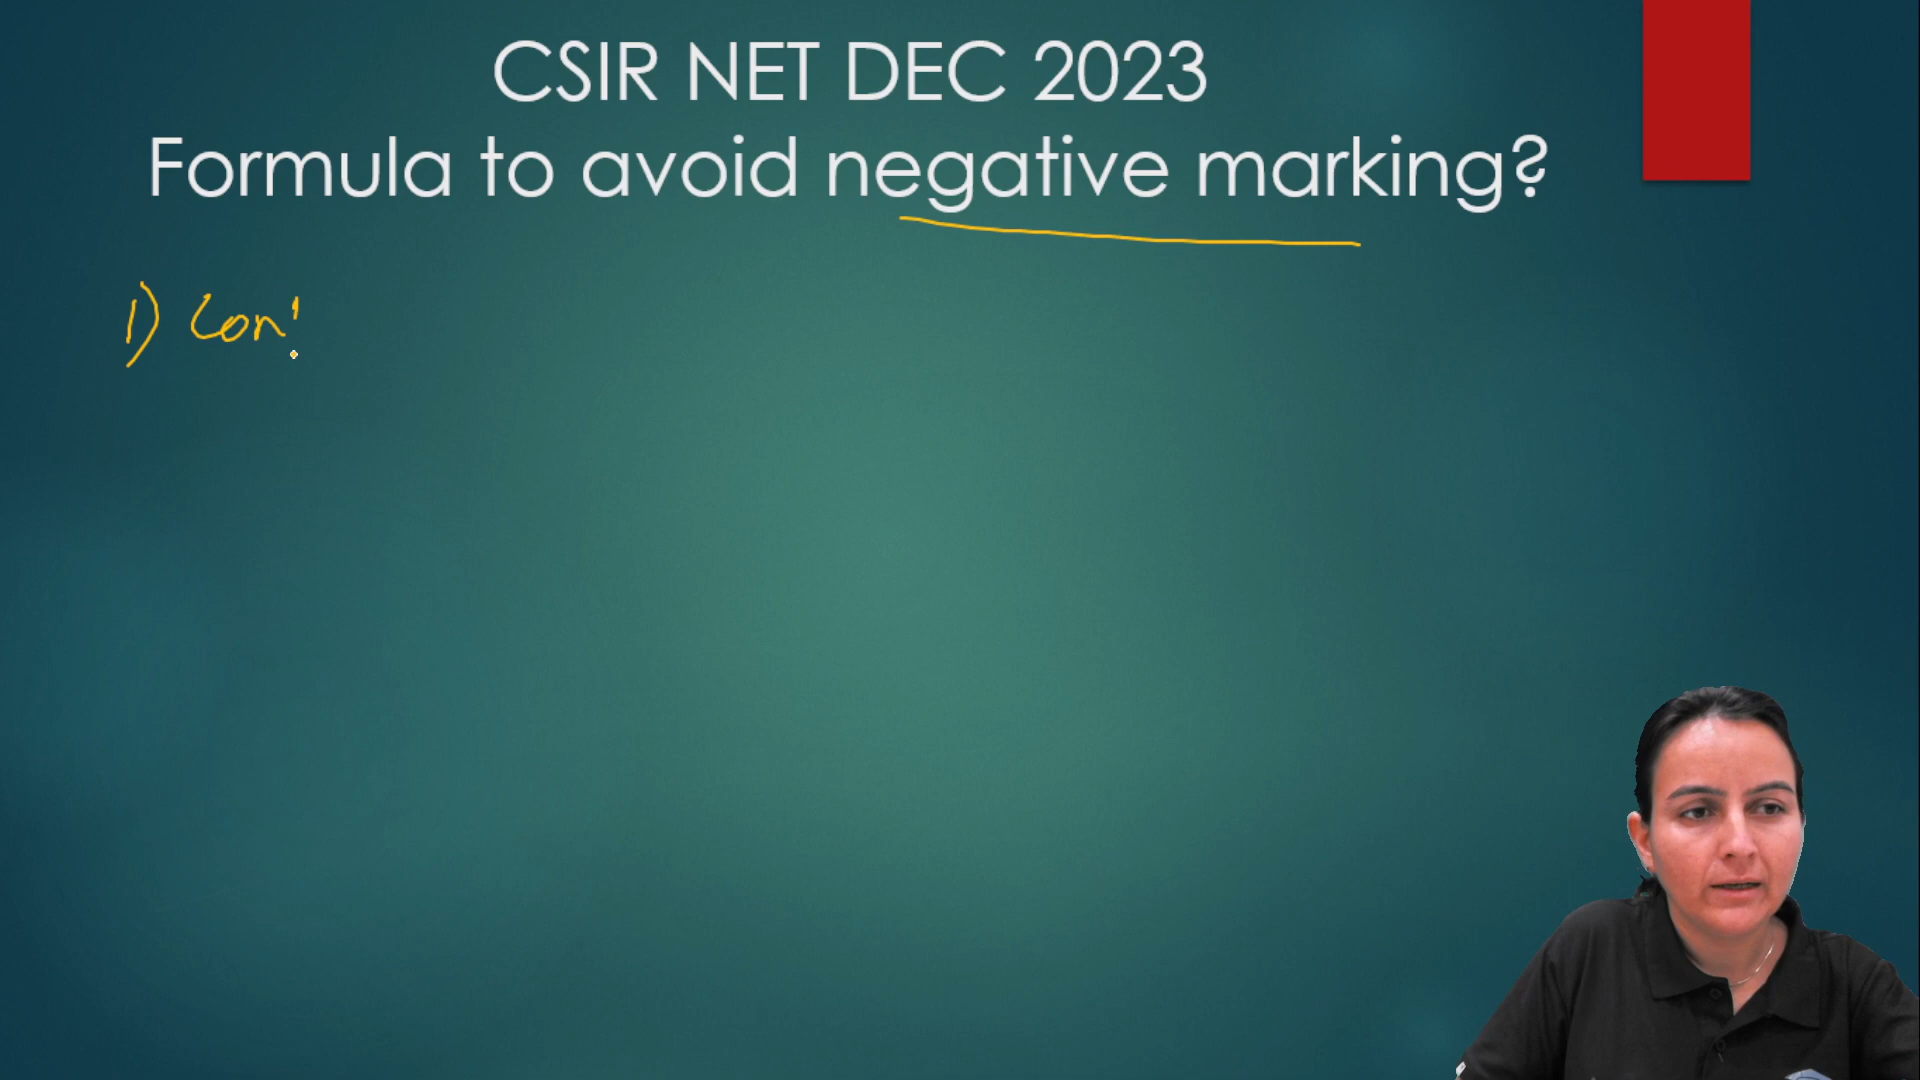 CSIR NET DEC 2023
Formula to avoid negative marking?
1) Con